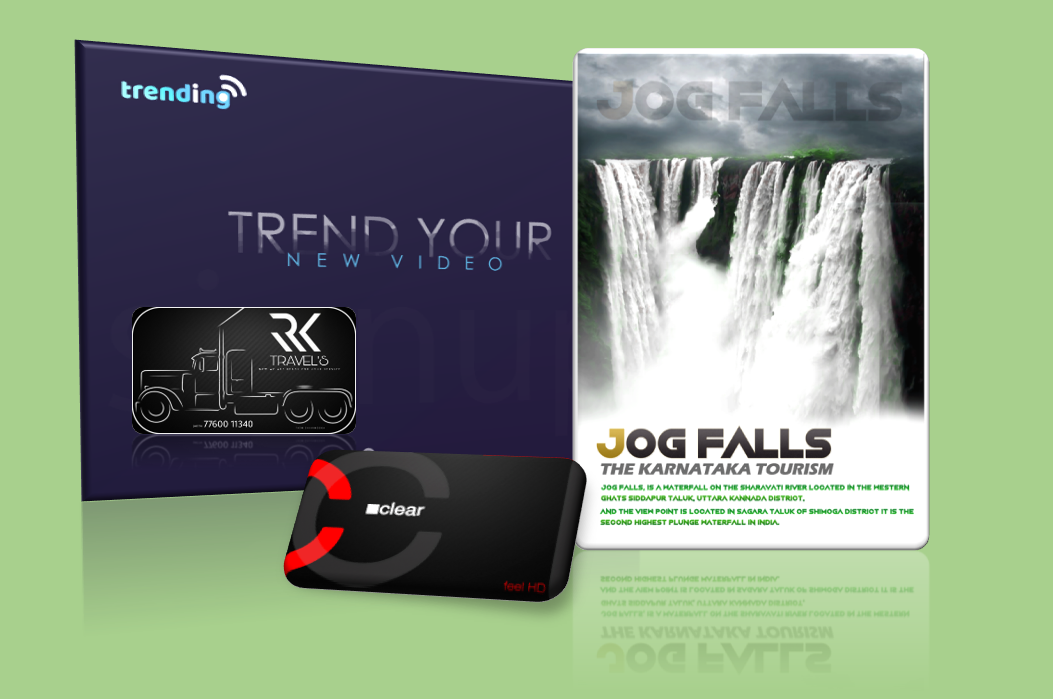 trending
TREND YOUR
NEW VIDEO
RK
TRAVEL'S
77600 11340
clear
feel HD
JOG FALLS
JOG FALLS
THE KARNATAKA TOURISM
JOG FALLS, IS A WATERFALL ON THE SHARAVATI RIVER LOCATED IN THE WESTERN
GHATS SIDDAPUR TALUK, UTTARA KANNADA DISTRICT,
AND THE VIEW POINT IS LOCATED IN SAGARA TALUK OF SHIMOGA DISTRICT IT IS THE
SECOND HIGHEST PLUNGE WATERFALL IN INDIA.